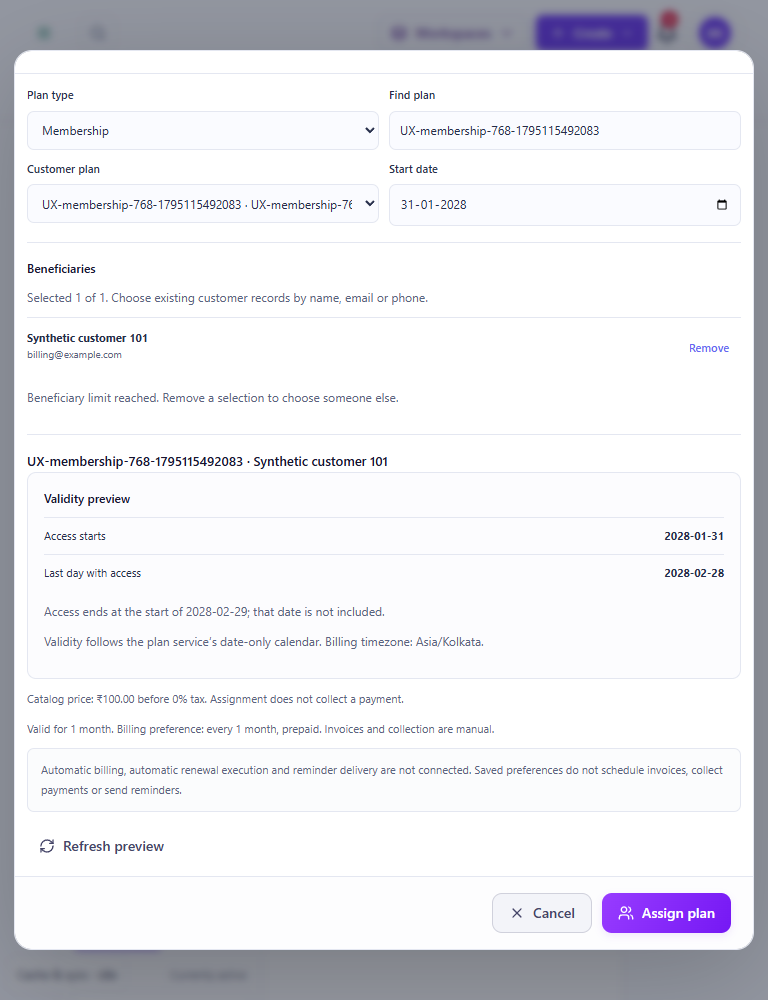 Plan type
Find plan
Membership
UX-membership-768-1795115492083
Customer plan
Start date
UX-membership-768-1795115492083 · UX-membership-76
31-01-2028
Beneficiaries
Selected 1 of 1. Choose existing customer records by name, email or phone.
Synthetic customer 101
billing@example.com
Remove
Beneficiary limit reached. Remove a selection to choose someone else.
UX-membership-768-1795115492083 · Synthetic customer 101
Validity preview
Access starts
2028-01-31
Last day with access
2028-02-28
Access ends at the start of 2028-02-29; that date is not included.
Validity follows the plan service's date-only calendar. Billing timezone: Asia/Kolkata.
Catalog price: ₹100.00 before 0% tax. Assignment does not collect a payment.
Valid for 1 month. Billing preference: every 1 month, prepaid. Invoices and collection are manual.
Automatic billing, automatic renewal execution and reminder delivery are not connected. Saved preferences do not schedule invoices, collect
payments or send reminders.
Refresh preview
Cancel
Assign plan